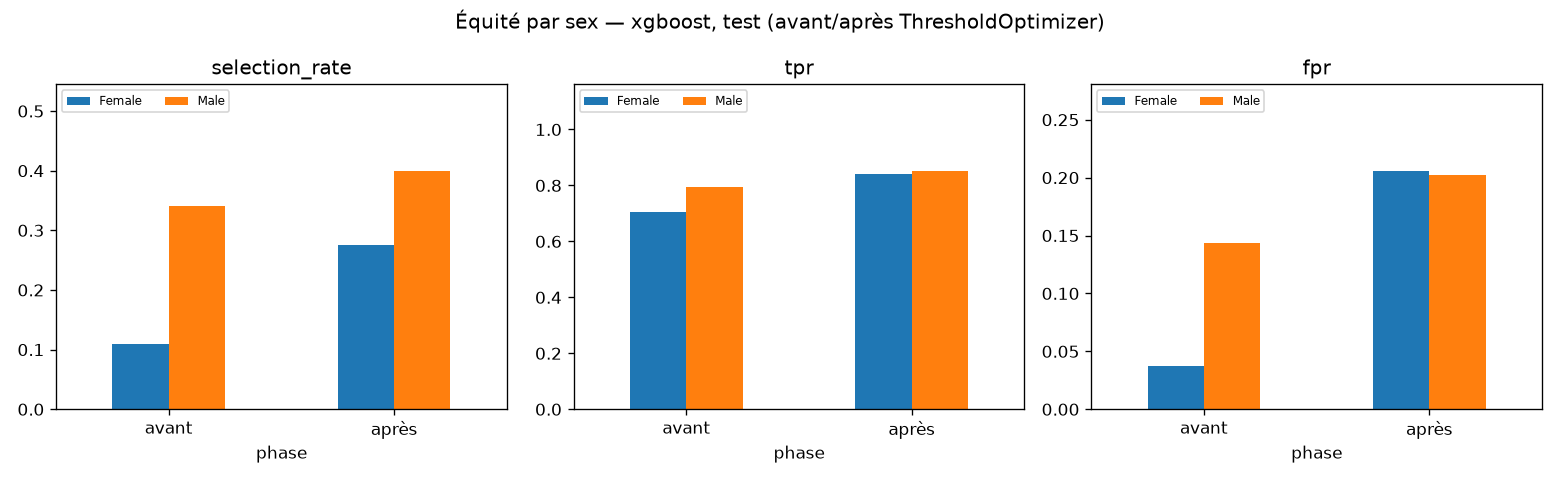 Équité par sex — xgboost, test (avant/après ThresholdOptimizer)
selection_rate
Female Male
0.5
0.4
0.3
0.2
0.1
0.0
avant après
phase
tpr
Female Male
1.0
0.8
0.6
0.4
0.2
0.0
avant après
phase
fpr
Female Male
0.25
0.20
0.15
0.10
0.05
0.00
avant après
phase